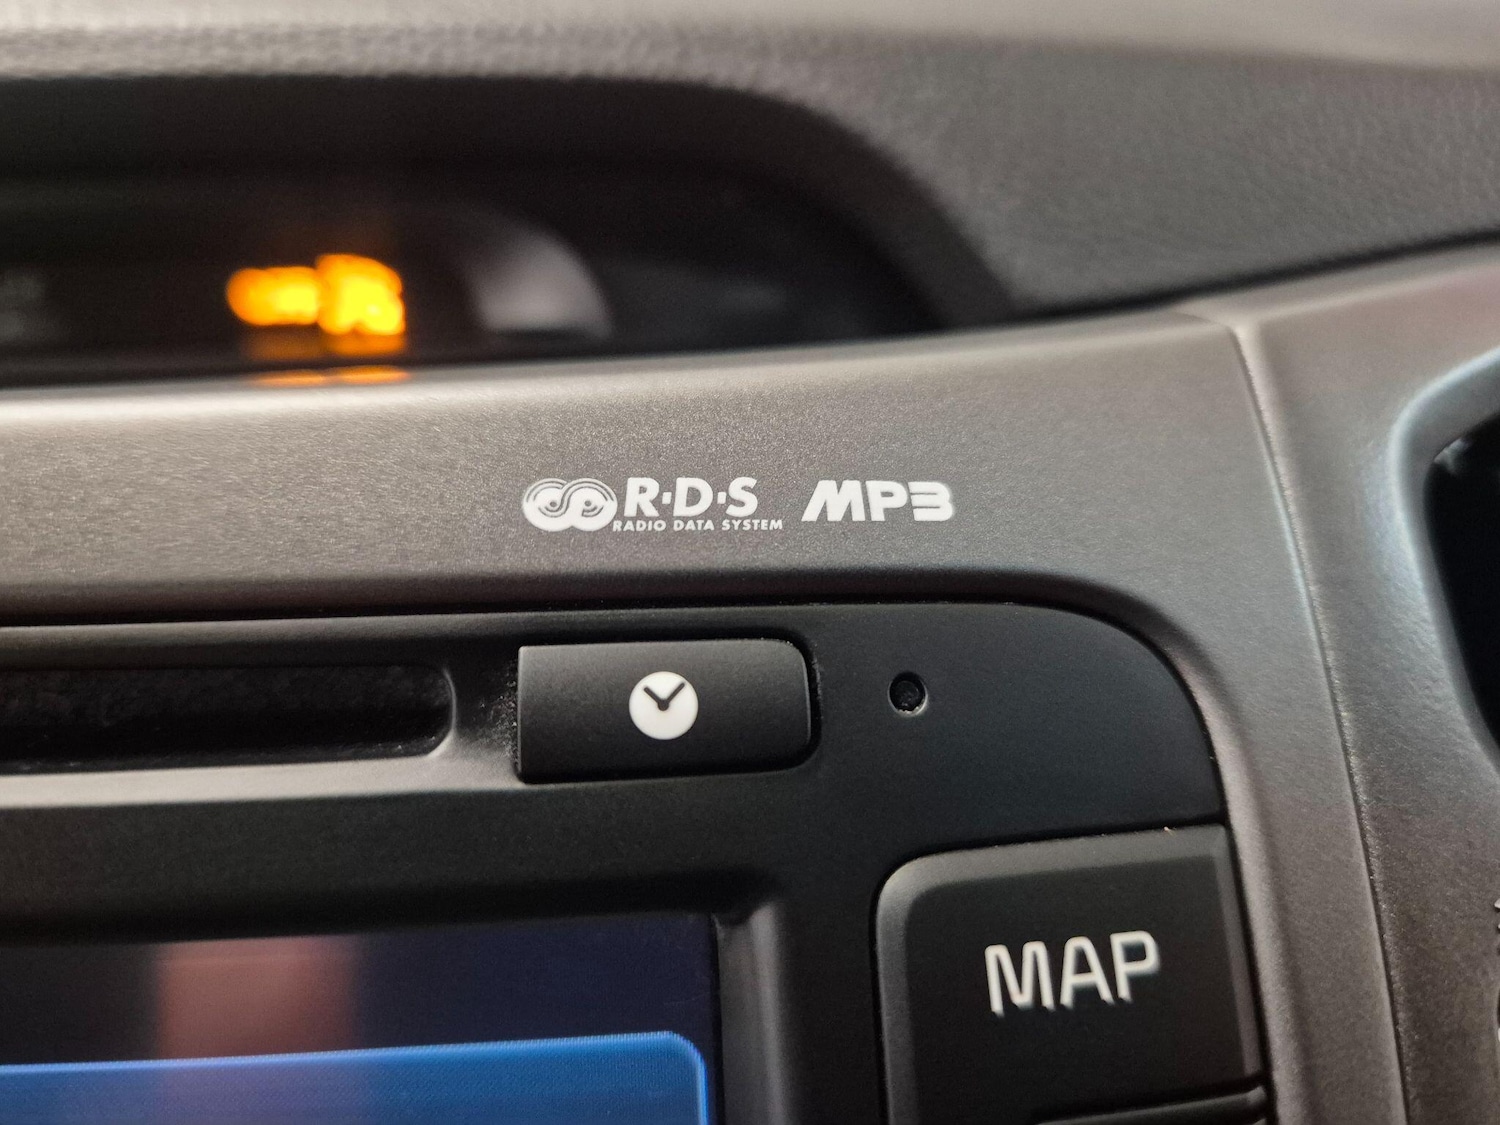 R·D·S MP3
RADIO DATA SYSTEM
MAP